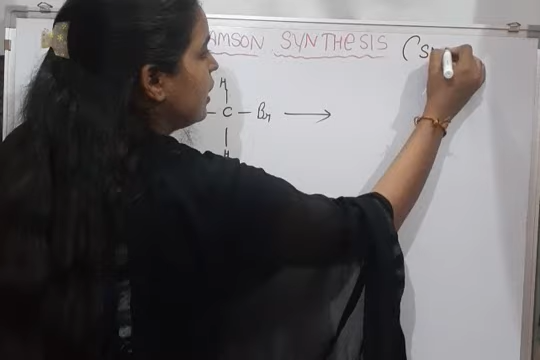 AMSON SYNTHESIS (S
H
- C - Br ⟶
H